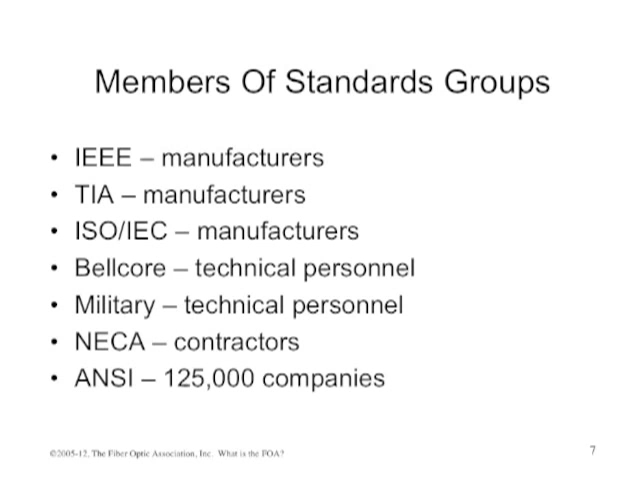 Members Of Standards Groups
• IEEE – manufacturers
• TIA – manufacturers
• ISO/IEC – manufacturers
• Bellcore – technical personnel
• Military – technical personnel
• NECA – contractors
• ANSI – 125,000 companies
©2005-12, The Fiber Optic Association, Inc. What is the FOA?
7